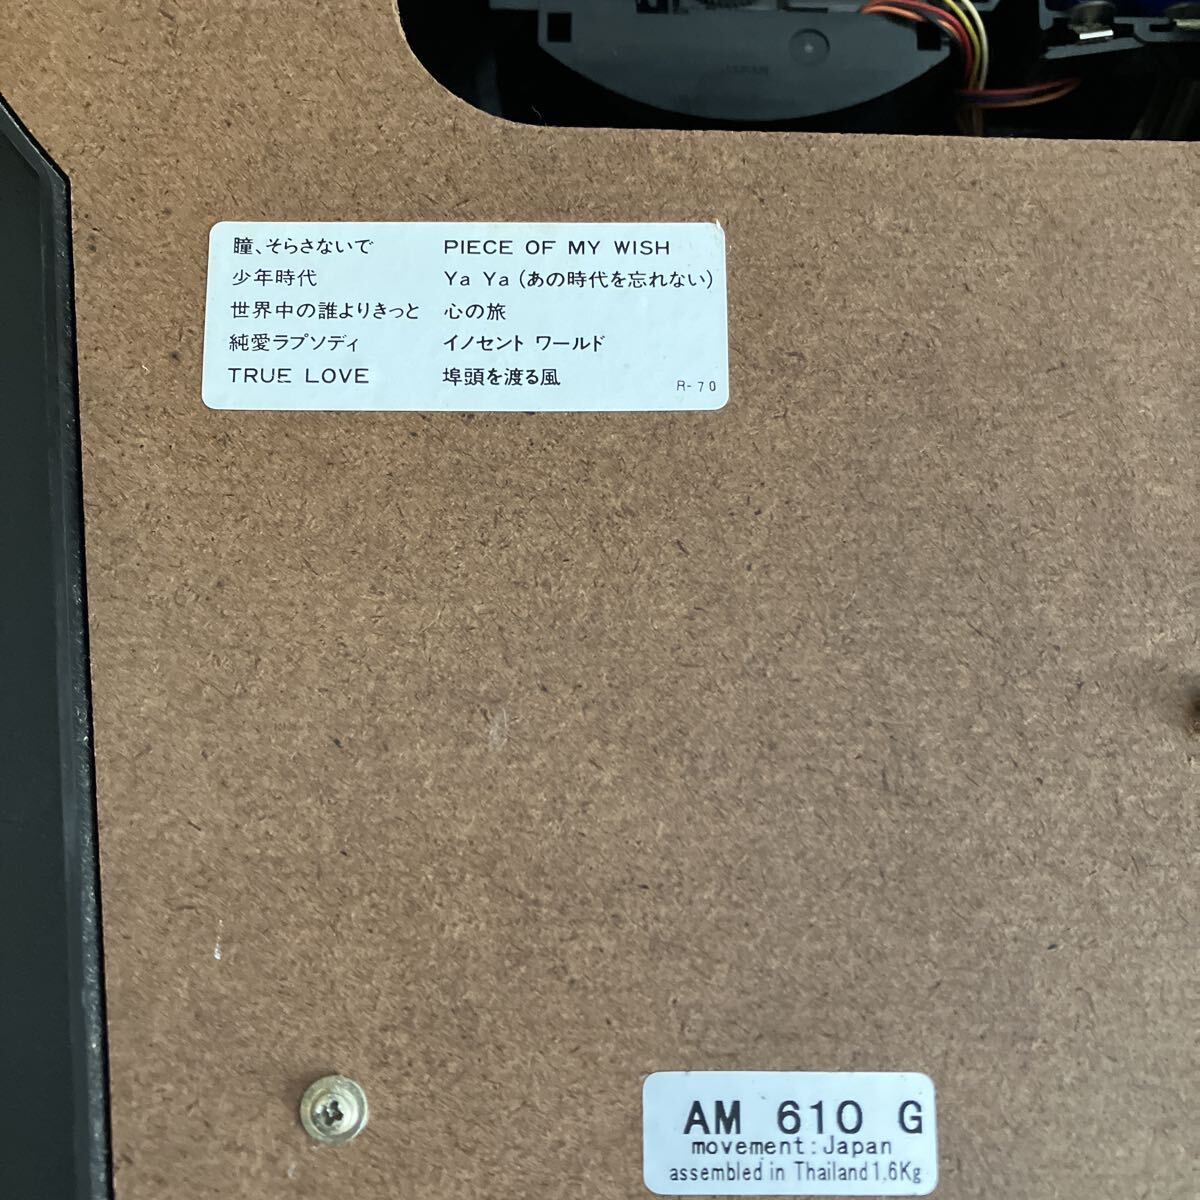 瞳、そらさないで PIECE OF MY WISH
少年時代 Ya Ya (あの時代を忘れない)
世界中の誰よりきっと 心の旅
純愛ラプソディ イノセント ワールド
TRUE LOVE 埠頭を渡る風
R-70
AM 610 G
movement:Japan
assembled in Thailand 1,6Kg